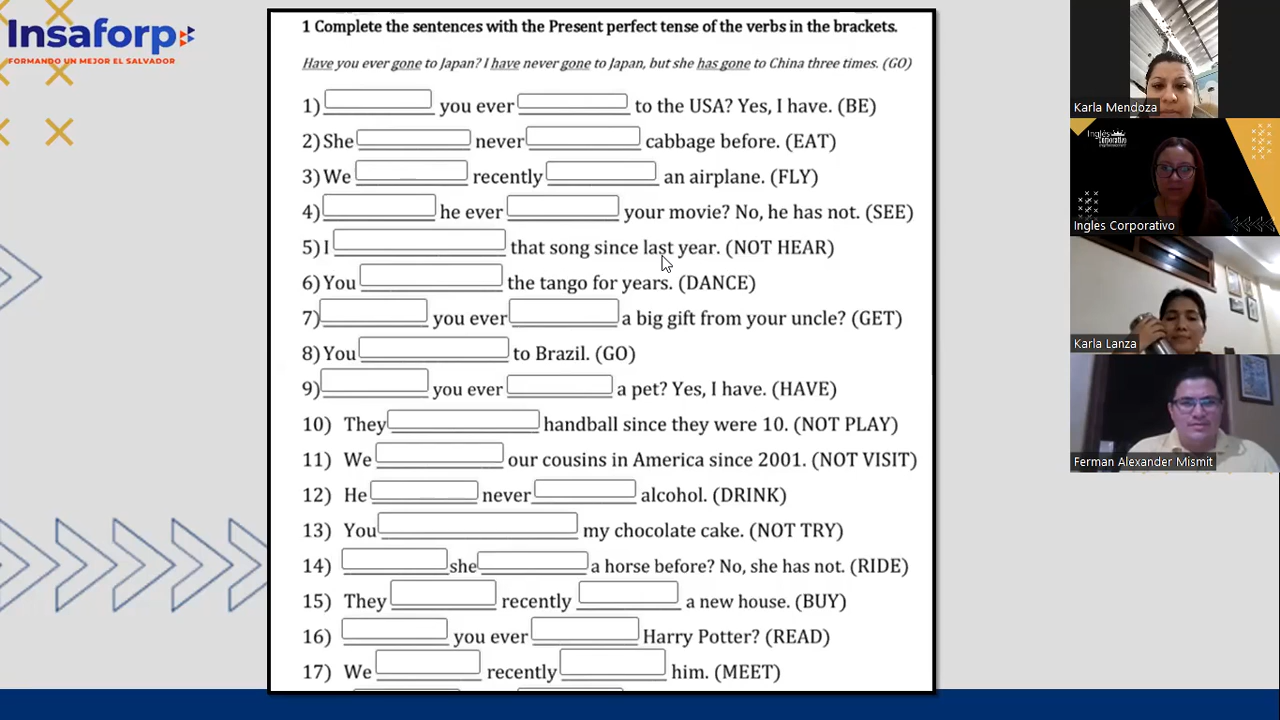 Insaforp
FORMANDO UN MEJOR EL SALVADOR
1 Complete the sentences with the Present perfect tense of the verbs in the brackets.
Have you ever gone to Japan? I have never gone to Japan, but she has gone to China three times. (GO)
1) you ever to the USA? Yes, I have. (BE)
2) She never cabbage before. (EAT)
3) We recently an airplane. (FLY)
4) he ever your movie? No, he has not. (SEE)
5) I that song since last year. (NOT HEAR)
6) You the tango for years. (DANCE)
7) you ever a big gift from your uncle? (GET)
8) You to Brazil. (GO)
9) you ever a pet? Yes, I have. (HAVE)
10) They handball since they were 10. (NOT PLAY)
11) We our cousins in America since 2001. (NOT VISIT)
12) He never alcohol. (DRINK)
13) You my chocolate cake. (NOT TRY)
14) she a horse before? No, she has not. (RIDE)
15) They recently a new house. (BUY)
16) you ever Harry Potter? (READ)
17) We recently him. (MEET)
Karla Mendoza
Inglés
Corporativo
Ingles Corporativo
Karla Lanza
Ferman Alexander Mismit